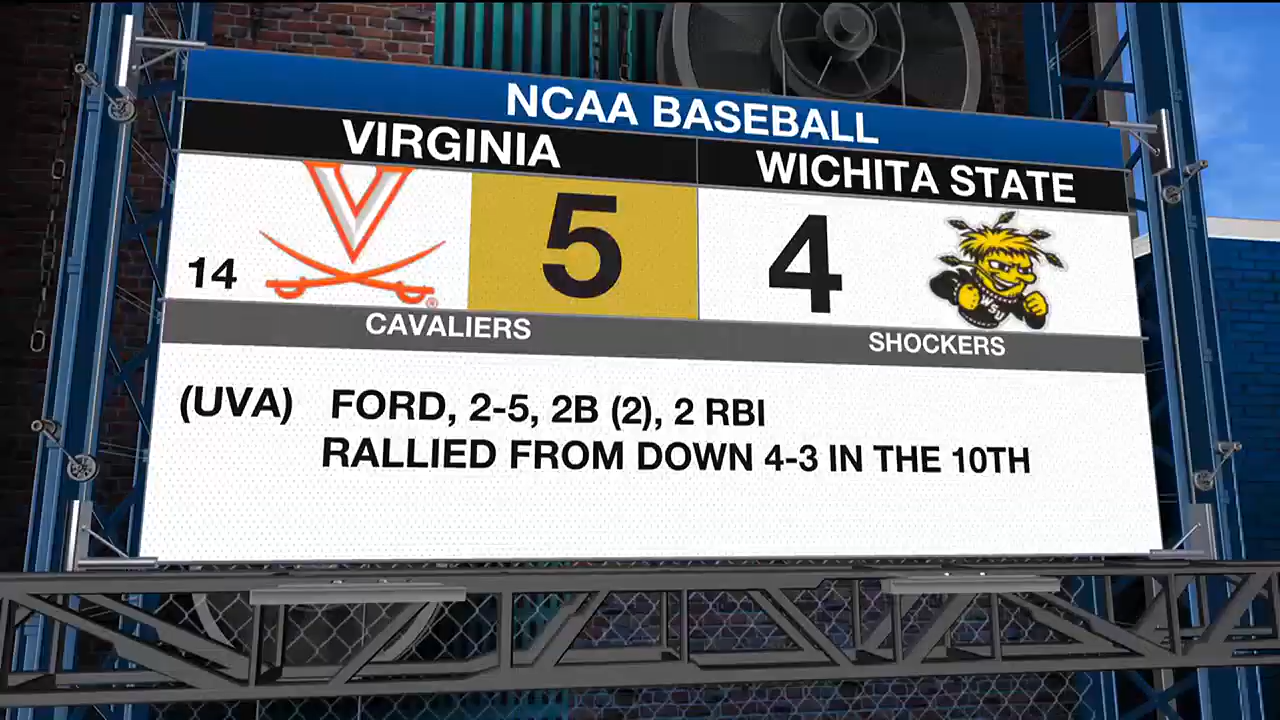 NCAA BASEBALL
VIRGINIA
WICHITA STATE
14
5
4
WSU
®
CAVALIERS
SHOCKERS
(UVA) FORD, 2-5, 2B (2), 2 RBI
RALLIED FROM DOWN 4-3 IN THE 10TH